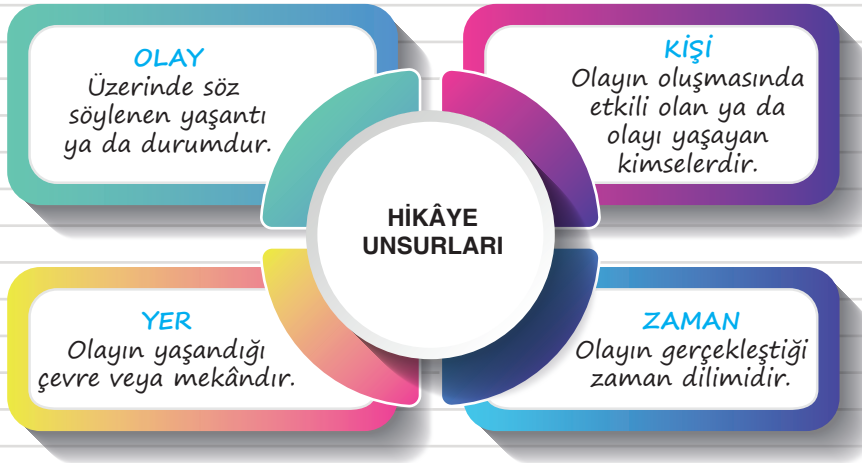 OLAY
Üzerinde söz
söylenen yaşantı
ya da durumdur.
KİŞİ
Olayın oluşmasında
etkili olan ya da
olayı yaşayan
kimselerdir.
HİKÂYE
UNSURLARI
YER
Olayın yaşandığı
çevre veya mekândır.
ZAMAN
Olayın gerçekleştiği
zaman dilimidir.